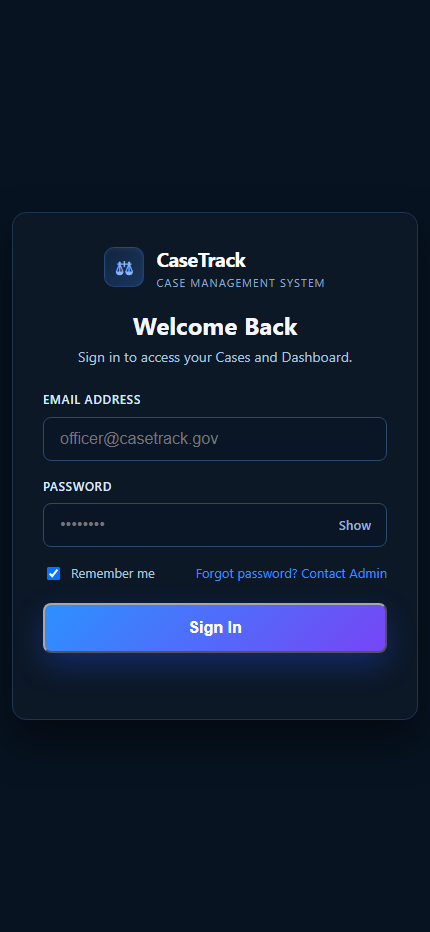 CaseTrack
CASE MANAGEMENT SYSTEM
Welcome Back
Sign in to access your Cases and Dashboard.
EMAIL ADDRESS
officer@casetrack.gov
PASSWORD
••••••••
Show
Remember me
Forgot password? Contact Admin
Sign In